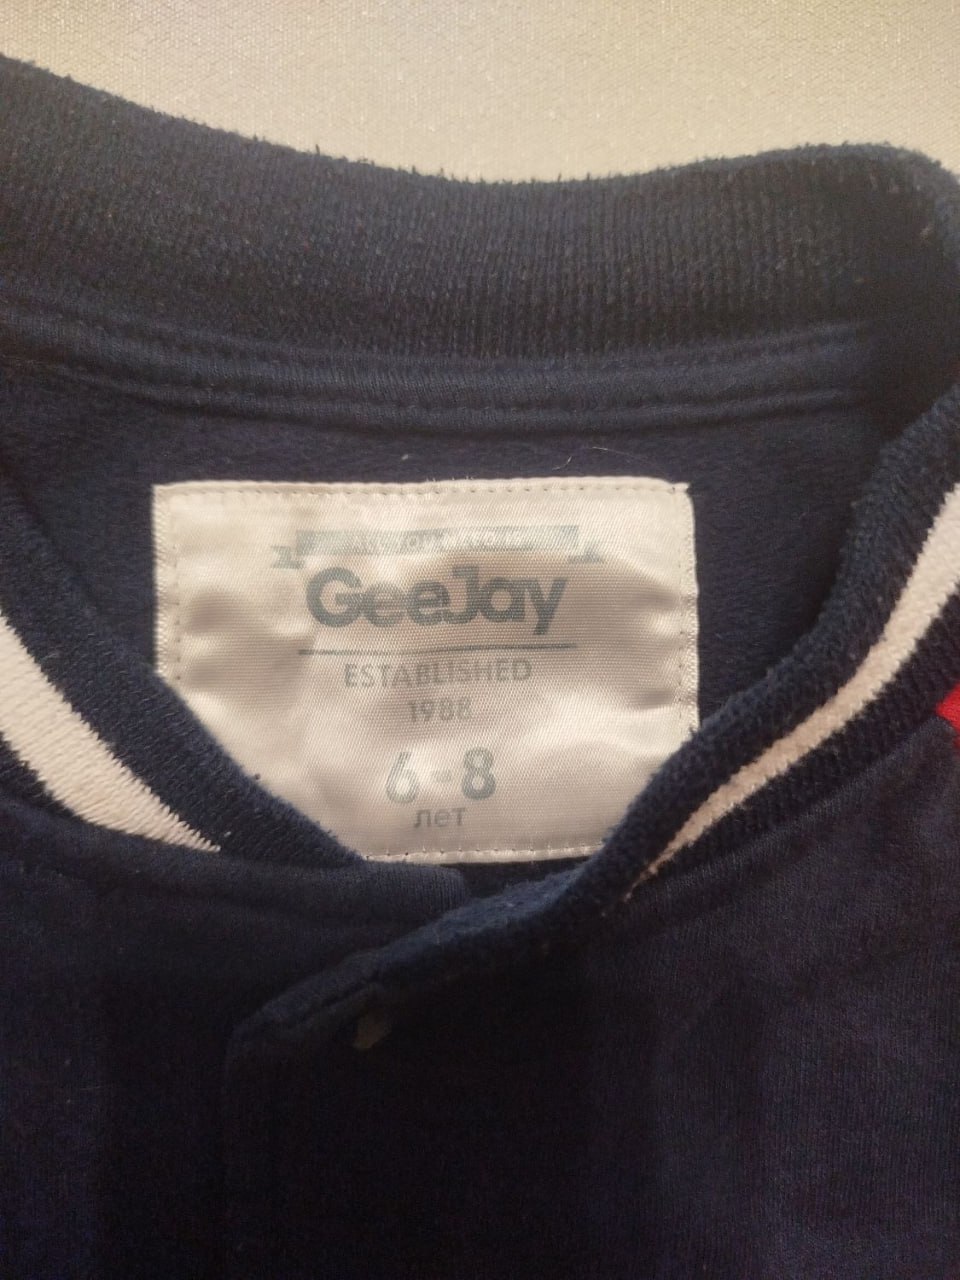 GeeJay
ESTABLISHED
1988
6-8
лет